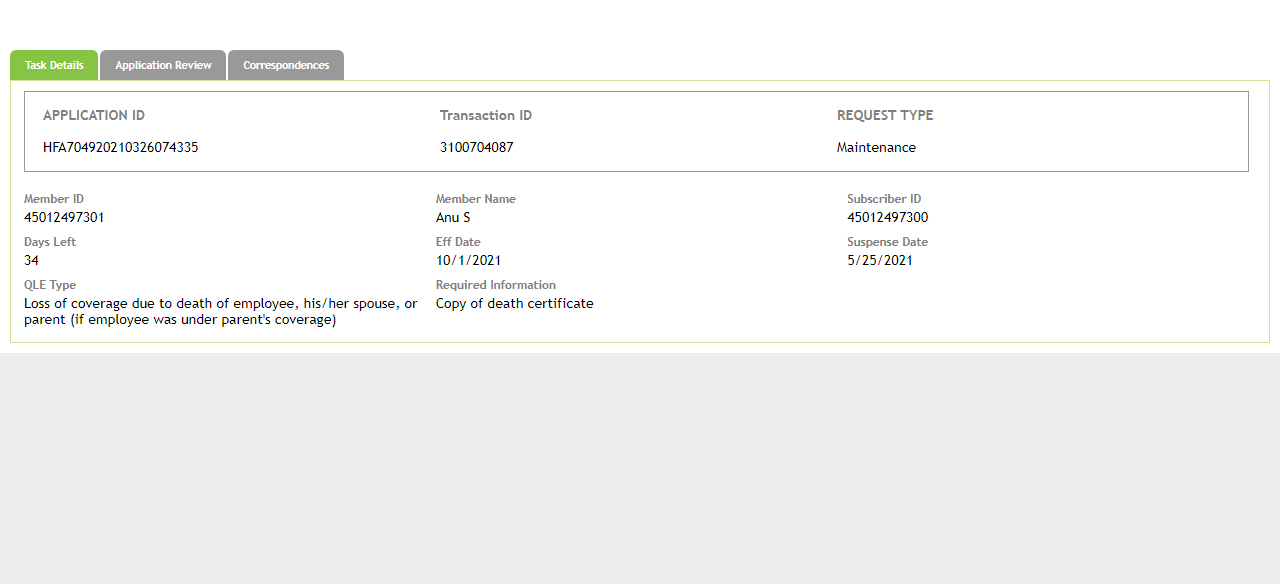 Task Details Application Review Correspondences
APPLICATION ID Transaction ID REQUEST TYPE
HFA704920210326074335 3100704087 Maintenance
Member ID Member Name Subscriber ID
45012497301 Anu S 45012497300
Days Left Eff Date Suspense Date
34 10/1/2021 5/25/2021
QLE Type Required Information
Loss of coverage due to death of employee, his/her spouse, or Copy of death certificate
parent (if employee was under parent's coverage)